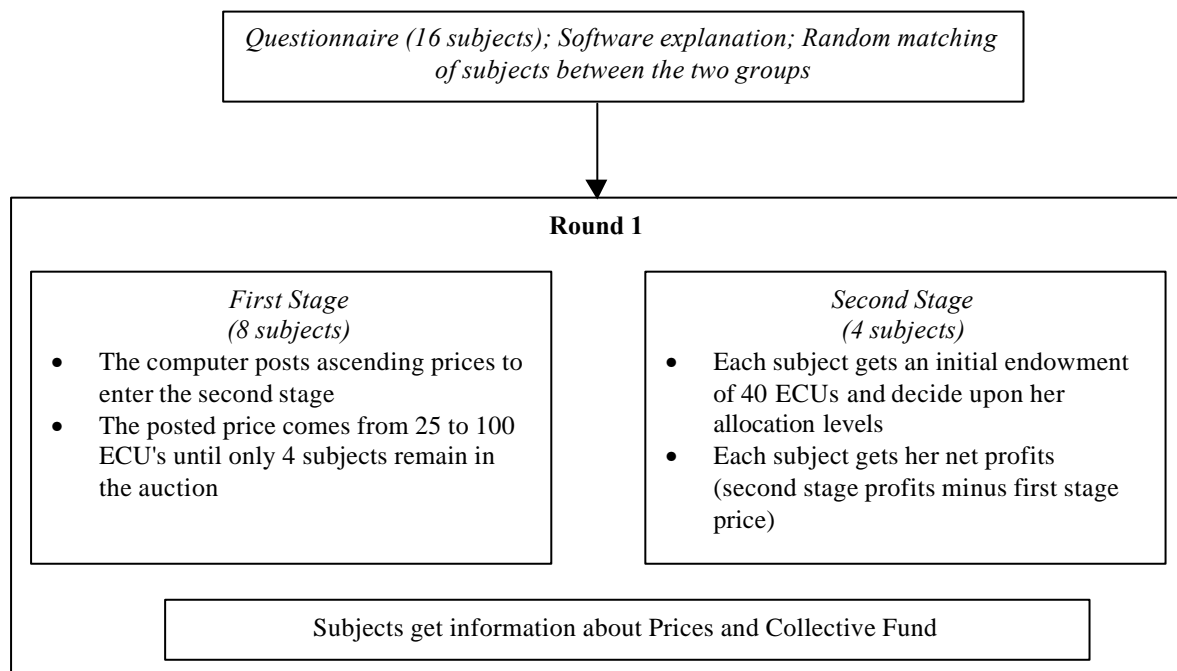 Questionnaire (16 subjects); Software explanation; Random matching
of subjects between the two groups
Round 1
First Stage
(8 subjects)
• The computer posts ascending prices to
enter the second stage
• The posted price comes from 25 to 100
ECU's until only 4 subjects remain in
the auction
Second Stage
(4 subjects)
• Each subject gets an initial endowment
of 40 ECUs and decide upon her
allocation levels
• Each subject gets her net profits
(second stage profits minus first stage
price)
Subjects get information about Prices and Collective Fund